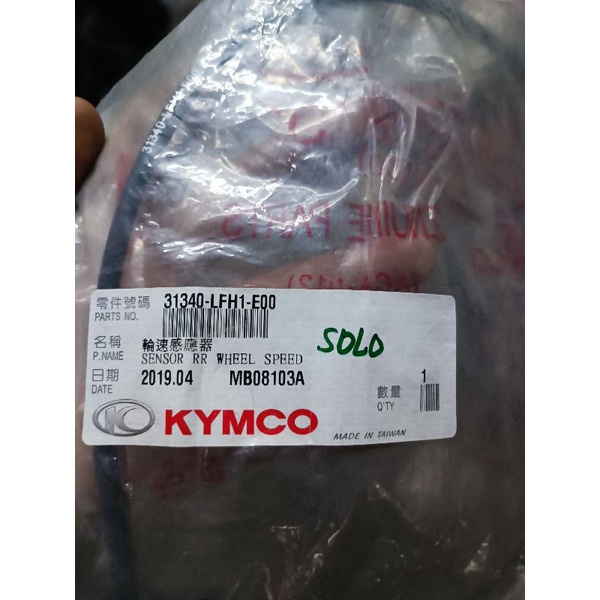 零件號碼 31340-LFH1-E00
PARTS NO.
名稱 輪速感應器
P.NAME SENSOR RR WHEEL SPEED
SOLD
日期 2019.04 MB08103A
DATE
數量 1
Q'TY
KYMCO
MADE IN TAIWAN